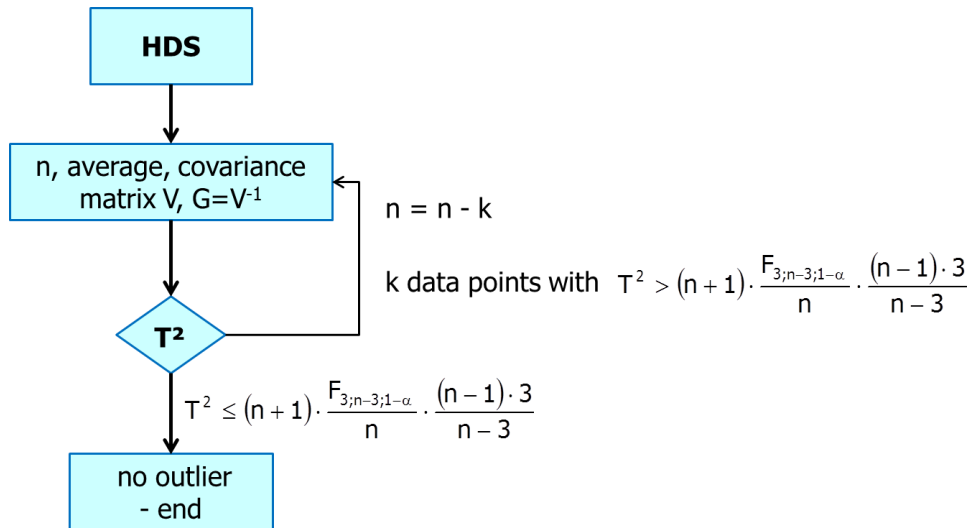 HDS
n, average, covariance
matrix V, G=V⁻¹
n = n - k
k data points with T² > (n + 1) · F₃;ₙ₋₃;₁₋α / n · (n − 1) · 3 / n − 3
T²
T² ≤ (n + 1) · F₃;ₙ₋₃;₁₋α / n · (n − 1) · 3 / n − 3
no outlier
- end